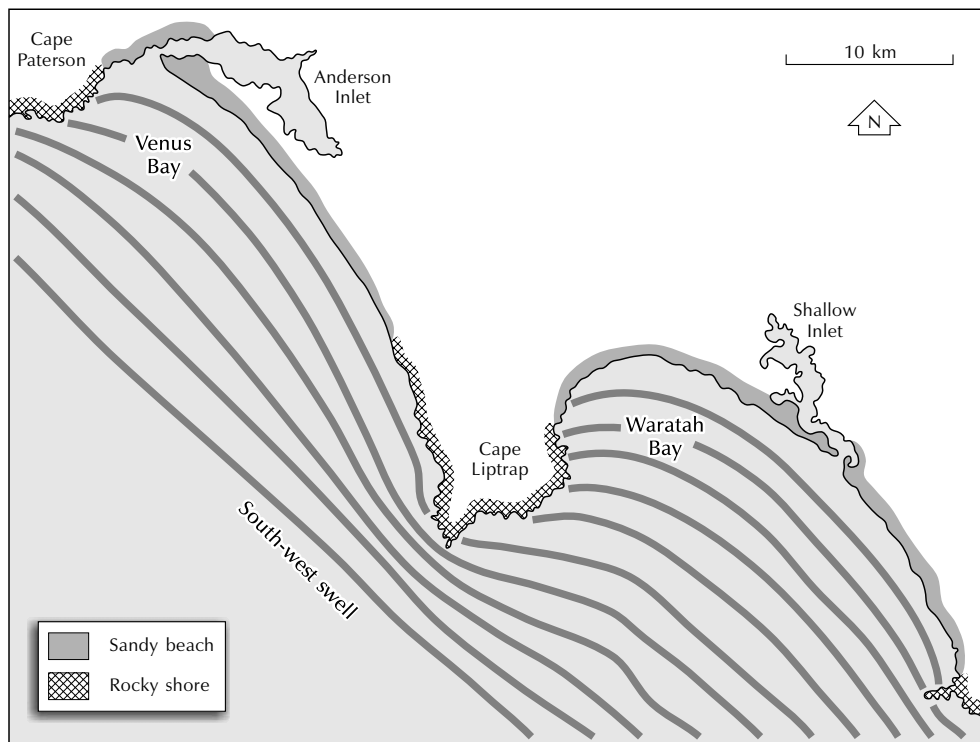 Cape
Paterson
Anderson
Inlet
10 km
N
Venus
Bay
Shallow
Inlet
Waratah
Bay
Cape
Liptrap
South-west swell
Sandy beach
Rocky shore